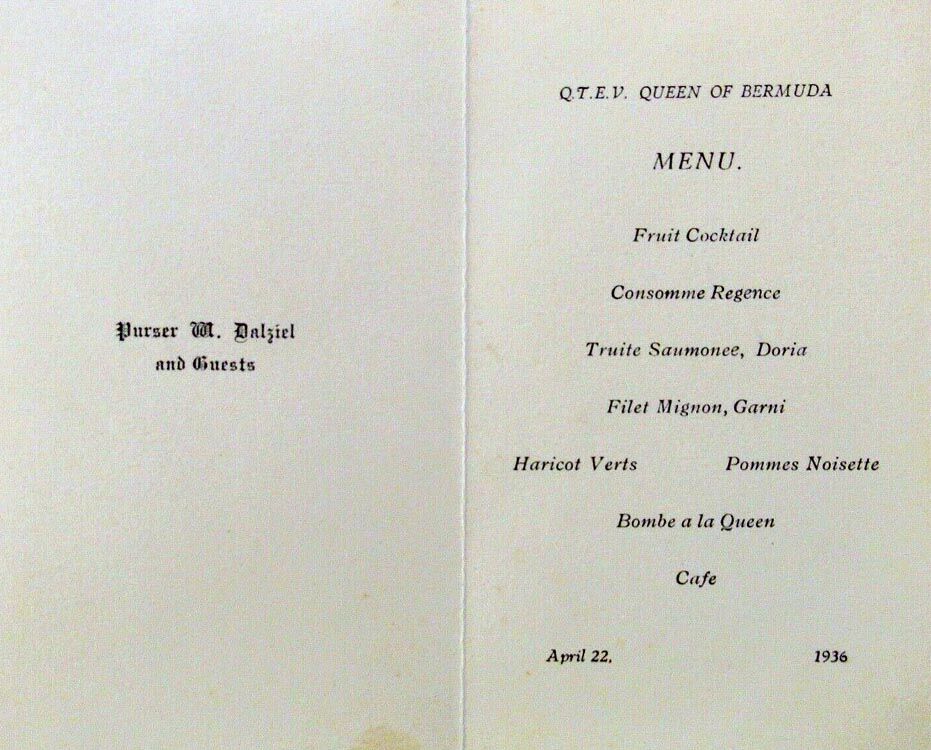 Purser W. Dalziel
and Guests
Q.T.E.V. QUEEN OF BERMUDA
MENU.
Fruit Cocktail
Consomme Regence
Truite Saumonee, Doria
Filet Mignon, Garni
Haricot Verts Pommes Noisette
Bombe a la Queen
Cafe
April 22, 1936